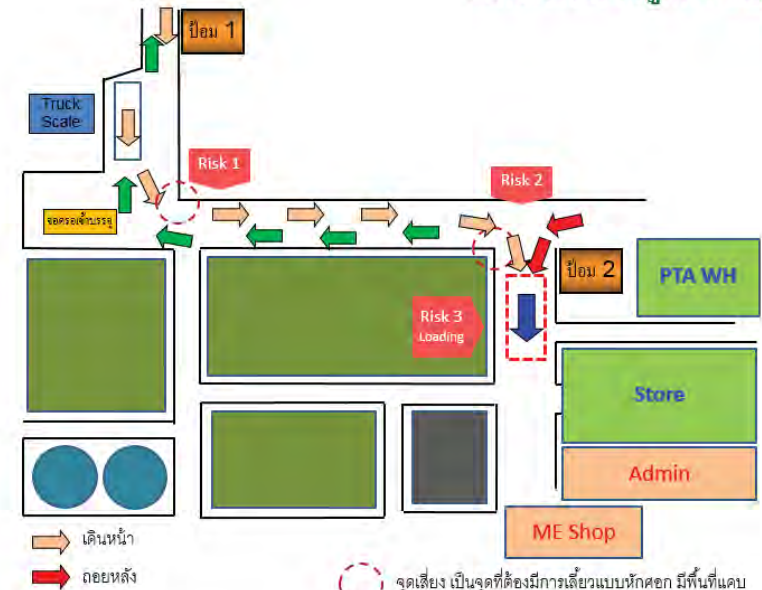 ป้อม 1
Truck
Scale
Risk 1
Risk 2
จอดรอเข้าบรรจุ
ป้อม 2
PTA WH
Risk 3
Loading
Store
Admin
ME Shop
เดินหน้า
ถอยหลัง
จุดเสี่ยง เป็นจุดที่ต้องมีการเลี้ยวแบบหักศอก มีพื้นที่แคบ